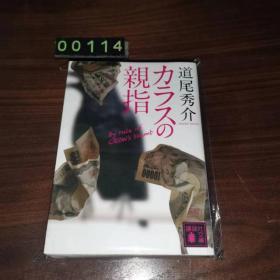 00114
道尾秀介
カラスの
親指
by rule of
CROW's thumb
講談社
文庫